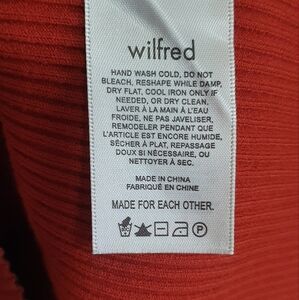 wilfred
HAND WASH COLD, DO NOT
BLEACH, RESHAPE WHILE DAMP,
DRY FLAT, COOL IRON ONLY IF
NEEDED, OR DRY CLEAN.
LAVER À LA MAIN À L'EAU
FROIDE, NE PAS JAVELISER,
REMODELER PENDANT QUE
L'ARTICLE EST ENCORE HUMIDE,
SÉCHER À PLAT, REPASSAGE
DOUX SI NÉCESSAIRE, OU
NETTOYER À SEC.
MADE IN CHINA
FABRIQUÉ EN CHINE
MADE FOR EACH OTHER.
P